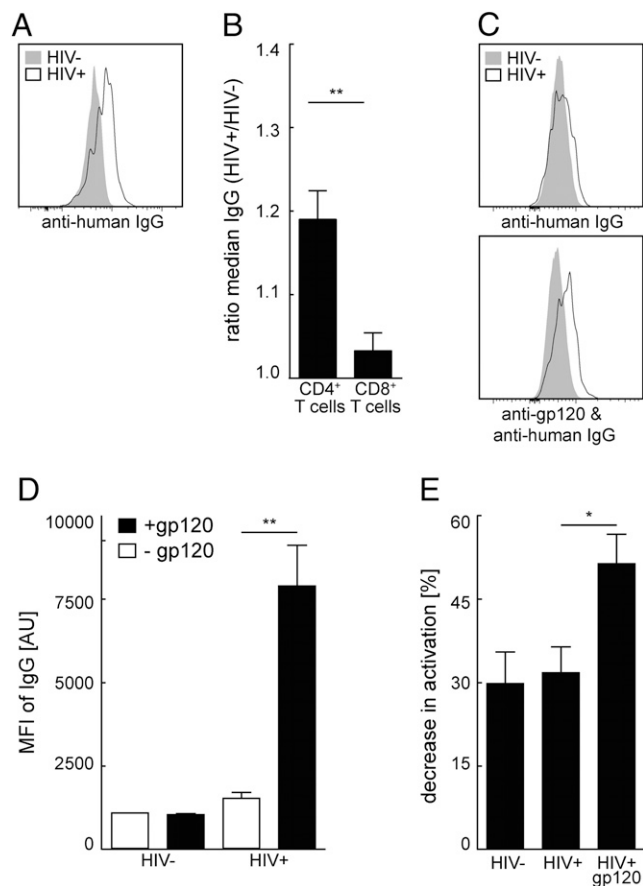 A
HIV-
HIV+
anti-human IgG
B
ratio median IgG (HIV+/HIV-)
1.4
1.3
1.2
1.1
1.0
**
CD4+
T cells
CD8+
T cells
C
HIV-
HIV+
anti-human IgG
anti-gp120 &
anti-human IgG
D
MFI of IgG [AU]
10000
7500
5000
2500
0
+gp120
- gp120
**
HIV-
HIV+
E
decrease in activation [%]
60
45
30
15
0
*
HIV-
HIV+
HIV+
gp120